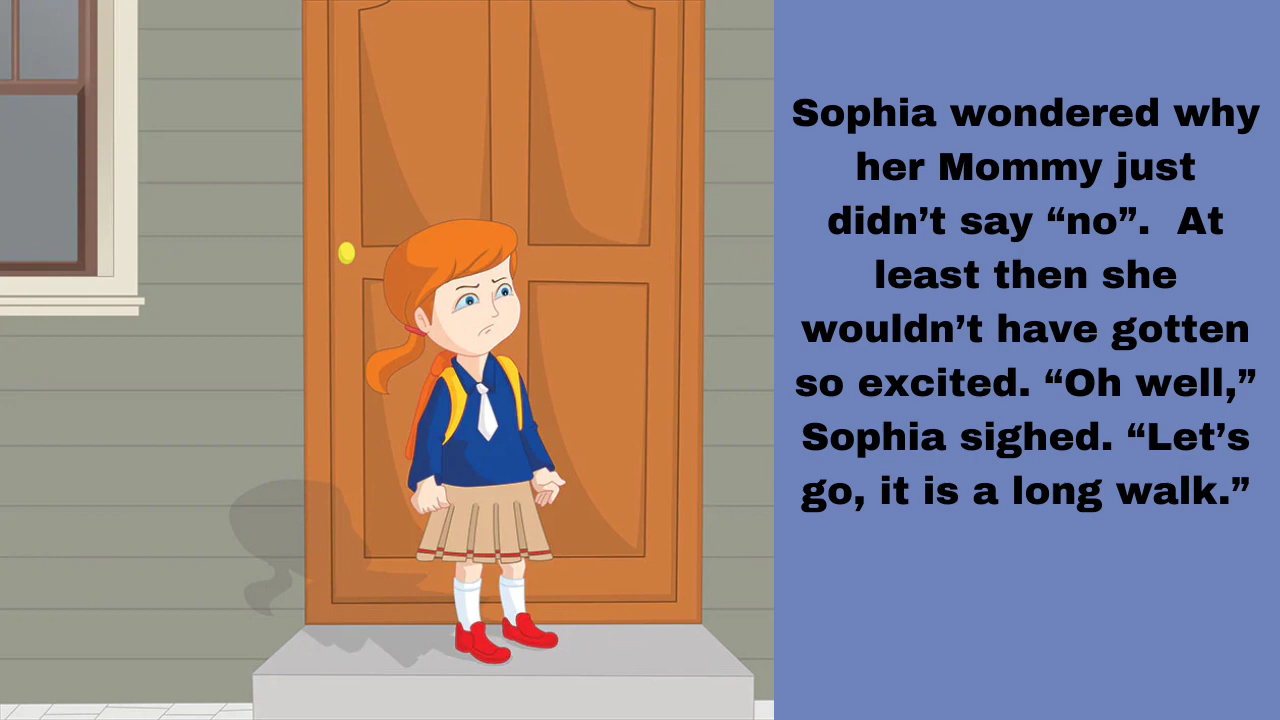 Sophia wondered why
her Mommy just
didn’t say “no”.  At
least then she
wouldn’t have gotten
so excited. “Oh well,”
Sophia sighed. “Let’s
go, it is a long walk.”